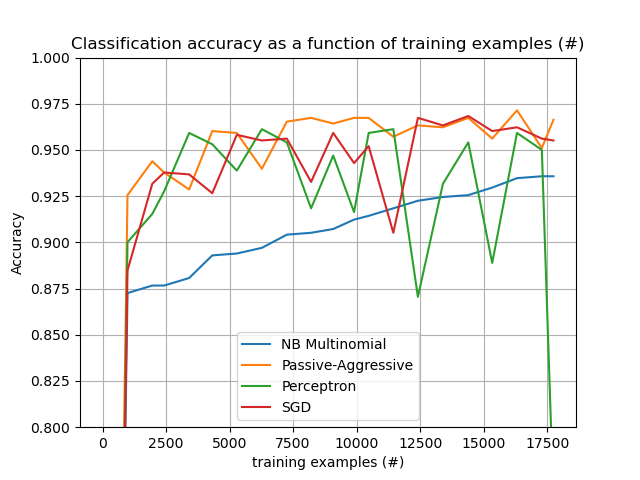 Classification accuracy as a function of training examples (#)
1.000
0.975
0.950
0.925
0.900
0.875
0.850
0.825
0.800
Accuracy
NB Multinomial
Passive-Aggressive
Perceptron
SGD
0 2500 5000 7500 10000 12500 15000 17500
training examples (#)